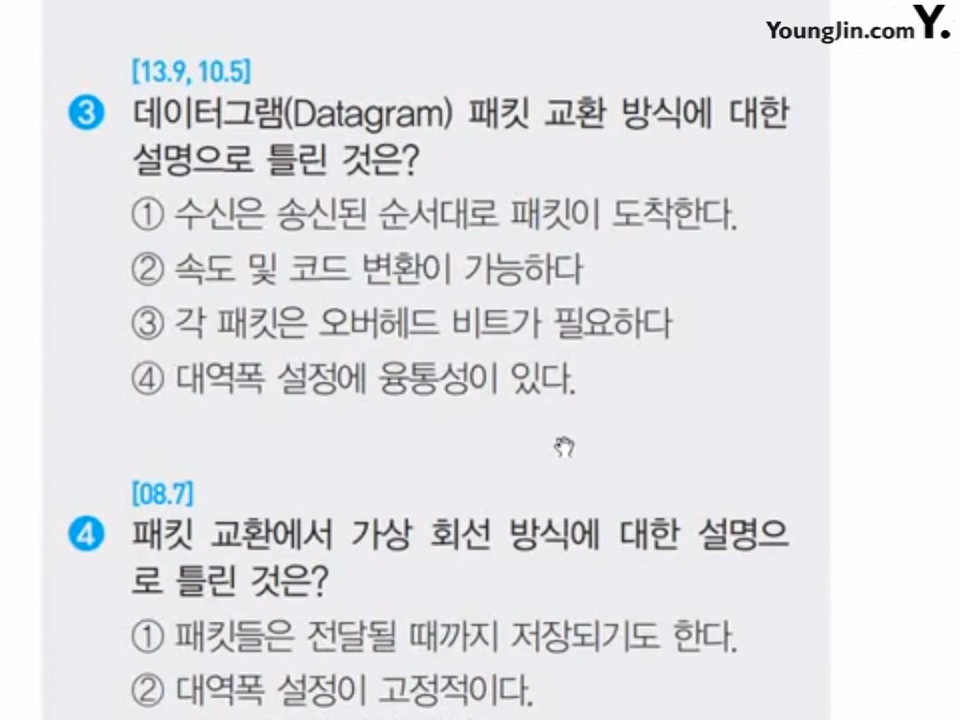 YoungJin.com Y.
[13.9, 10.5]
3 데이터그램(Datagram) 패킷 교환 방식에 대한
설명으로 틀린 것은?
① 수신은 송신된 순서대로 패킷이 도착한다.
② 속도 및 코드 변환이 가능하다
③ 각 패킷은 오버헤드 비트가 필요하다
④ 대역폭 설정에 융통성이 있다.
[08.7]
4 패킷 교환에서 가상 회선 방식에 대한 설명으
로 틀린 것은?
① 패킷들은 전달될 때까지 저장되기도 한다.
② 대역폭 설정이 고정적이다.